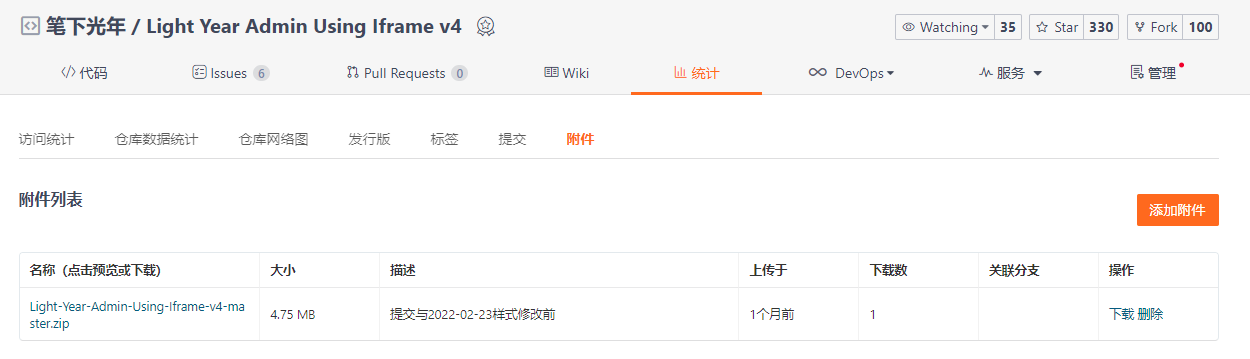 笔下光年 / Light Year Admin Using Iframe v4
Watching 35 Star 330 Fork 100
代码 Issues 6 Pull Requests 0 Wiki 统计 DevOps 服务 管理
访问统计 仓库数据统计 仓库网络图 发行版 标签 提交 附件
附件列表
添加附件
名称（点击预览或下载） 大小 描述 上传于 下载数 关联分支 操作
Light-Year-Admin-Using-Iframe-v4-ma
ster.zip
4.75 MB 提交与2022-02-23样式修改前 1个月前 1 下载 删除